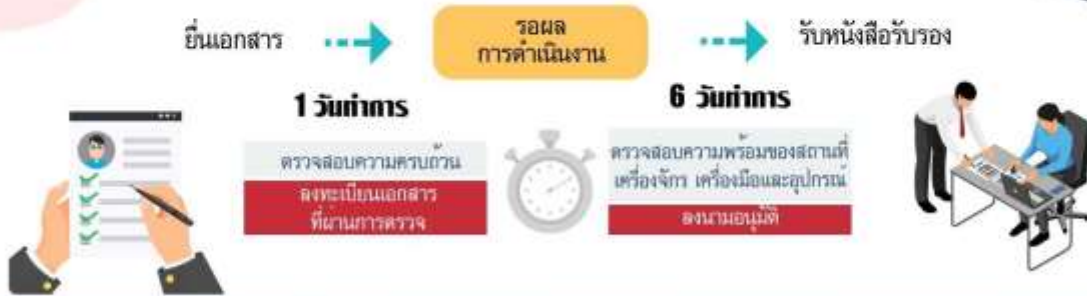 ยื่นเอกสาร
รอผล
การดำเนินงาน
รับหนังสือรับรอง
1 วันทำการ
ตรวจสอบความครบถ้วน
ลงทะเบียนเอกสาร
ที่ผ่านการตรวจ
6 วันทำการ
ตรวจสอบความพร้อมของสถานที่
เครื่องจักร เครื่องมือและอุปกรณ์
ลงนามอนุมัติ